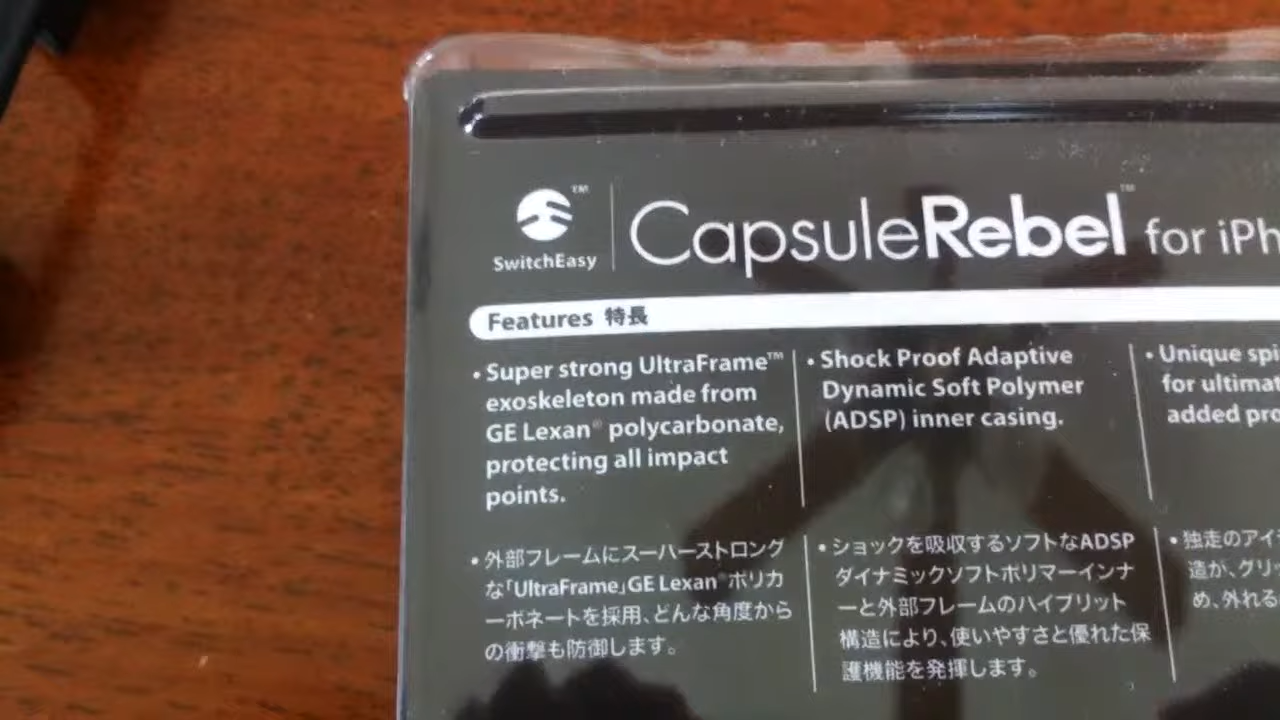 SwitchEasy™
CapsuleRebel™ for iPh
Features 特長
• Super strong UltraFrame™
exoskeleton made from
GE Lexan® polycarbonate,
protecting all impact
points.
• Shock Proof Adaptive
Dynamic Soft Polymer
(ADSP) inner casing.
• Unique spi
for ultimat
added pro
• 外部フレームにスーパーストロング
な「UltraFrame」GE Lexan®ポリカ
ーボネートを採用、どんな角度から
の衝撃も防御します。
• ショックを吸収するソフトなADSP
ダイナミックソフトポリマーインナ
ーと外部フレームのハイブリット
構造により、使いやすさと優れた保
護機能を発揮します。
• 独走のアイ
造が、グリッ
め、外れる